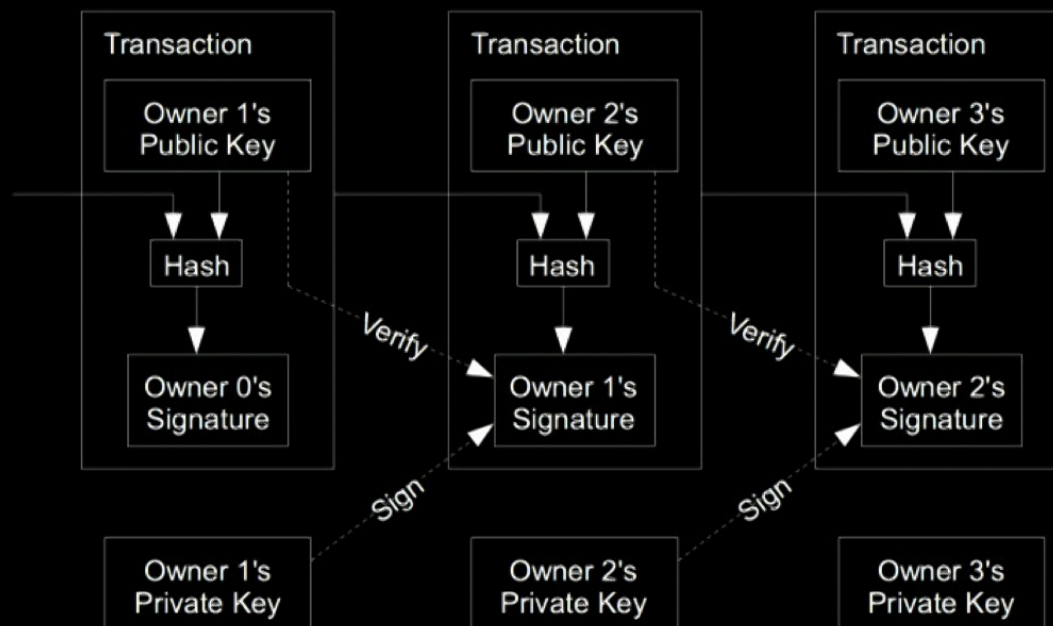 Transaction
Transaction
Transaction
Owner 1's
Public Key
Owner 2's
Public Key
Owner 3's
Public Key
Hash
Hash
Hash
Verify
Verify
Owner 0's
Signature
Owner 1's
Signature
Owner 2's
Signature
Sign
Sign
Owner 1's
Private Key
Owner 2's
Private Key
Owner 3's
Private Key